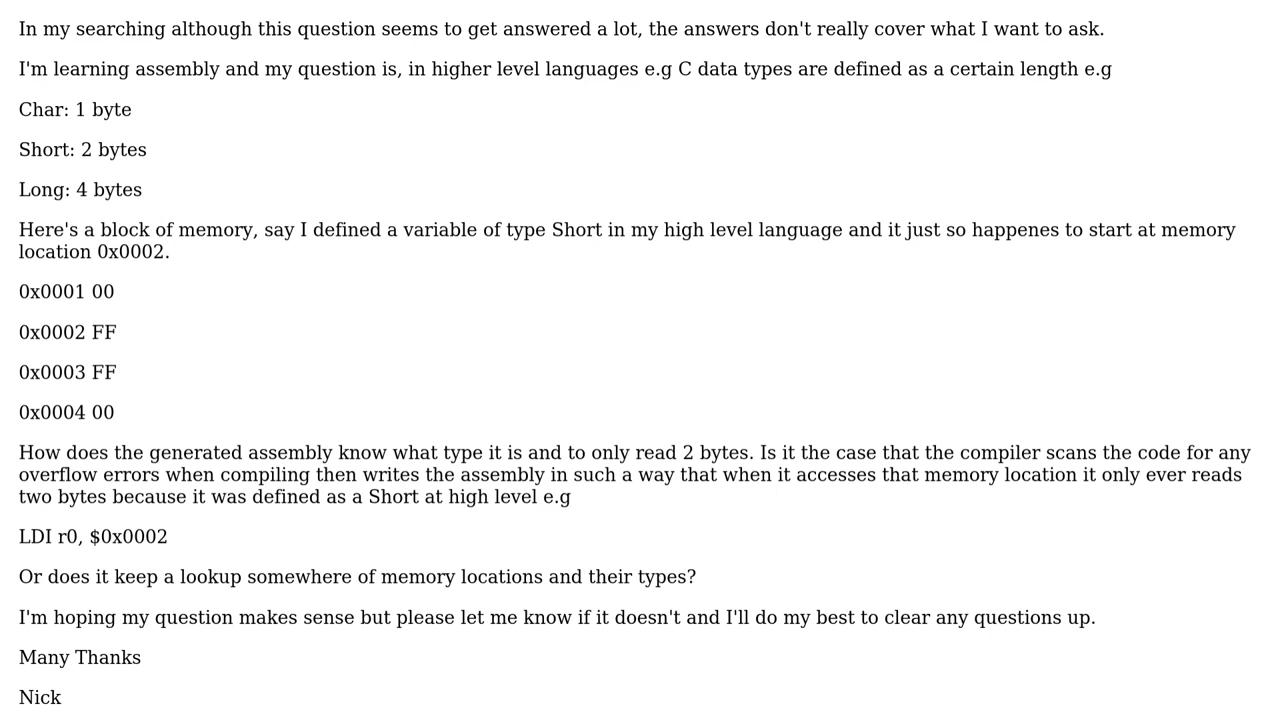 In my searching although this question seems to get answered a lot, the answers don't really cover what I want to ask.
I'm learning assembly and my question is, in higher level languages e.g C data types are defined as a certain length e.g
Char: 1 byte
Short: 2 bytes
Long: 4 bytes
Here's a block of memory, say I defined a variable of type Short in my high level language and it just so happenes to start at memory
location 0x0002.
0x0001 00
0x0002 FF
0x0003 FF
0x0004 00
How does the generated assembly know what type it is and to only read 2 bytes. Is it the case that the compiler scans the code for any
overflow errors when compiling then writes the assembly in such a way that when it accesses that memory location it only ever reads
two bytes because it was defined as a Short at high level e.g
LDI r0, $0x0002
Or does it keep a lookup somewhere of memory locations and their types?
I'm hoping my question makes sense but please let me know if it doesn't and I'll do my best to clear any questions up.
Many Thanks
Nick